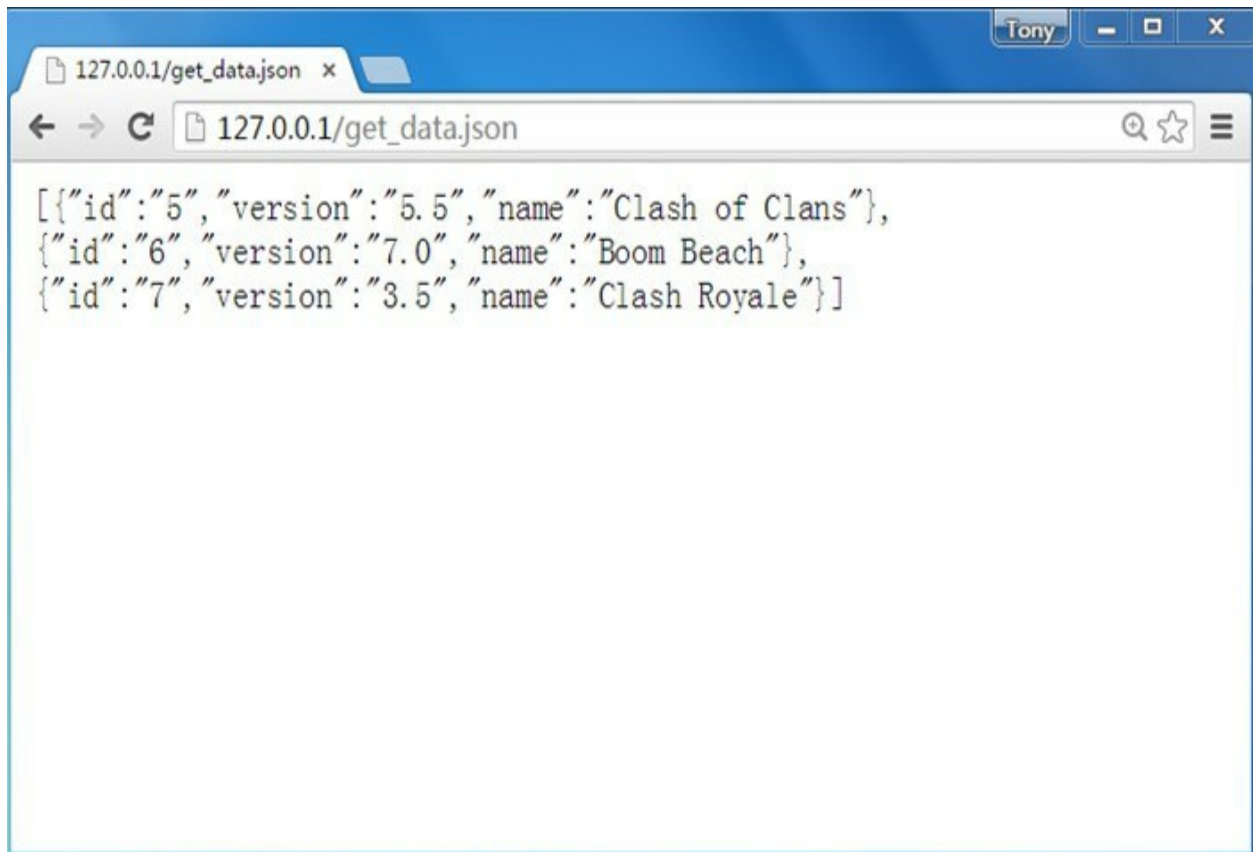 Tony
127.0.0.1/get_data.json
127.0.0.1/get_data.json
[{"id":"5","version":"5.5","name":"Clash of Clans"},
{"id":"6","version":"7.0","name":"Boom Beach"},
{"id":"7","version":"3.5","name":"Clash Royale"}]